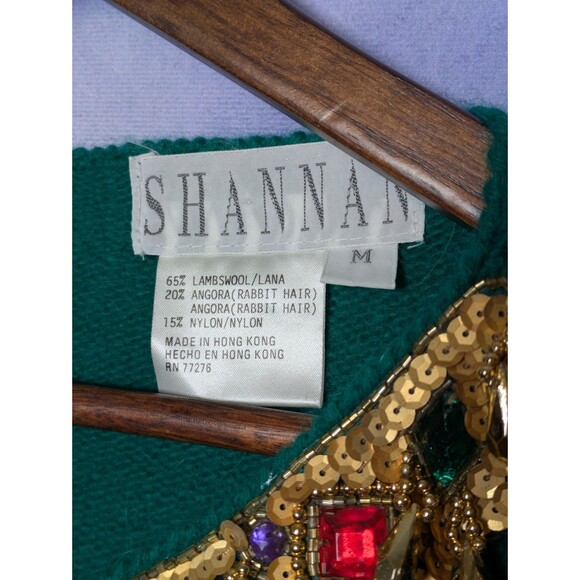 SHANNAN
M
65% LAMBSWOOL/LANA
20% ANGORA(RABBIT HAIR)
ANGORA(RABBIT HAIR)
15% NYLON/NYLON
MADE IN HONG KONG
HECHO EN HONG KONG
RN 77276